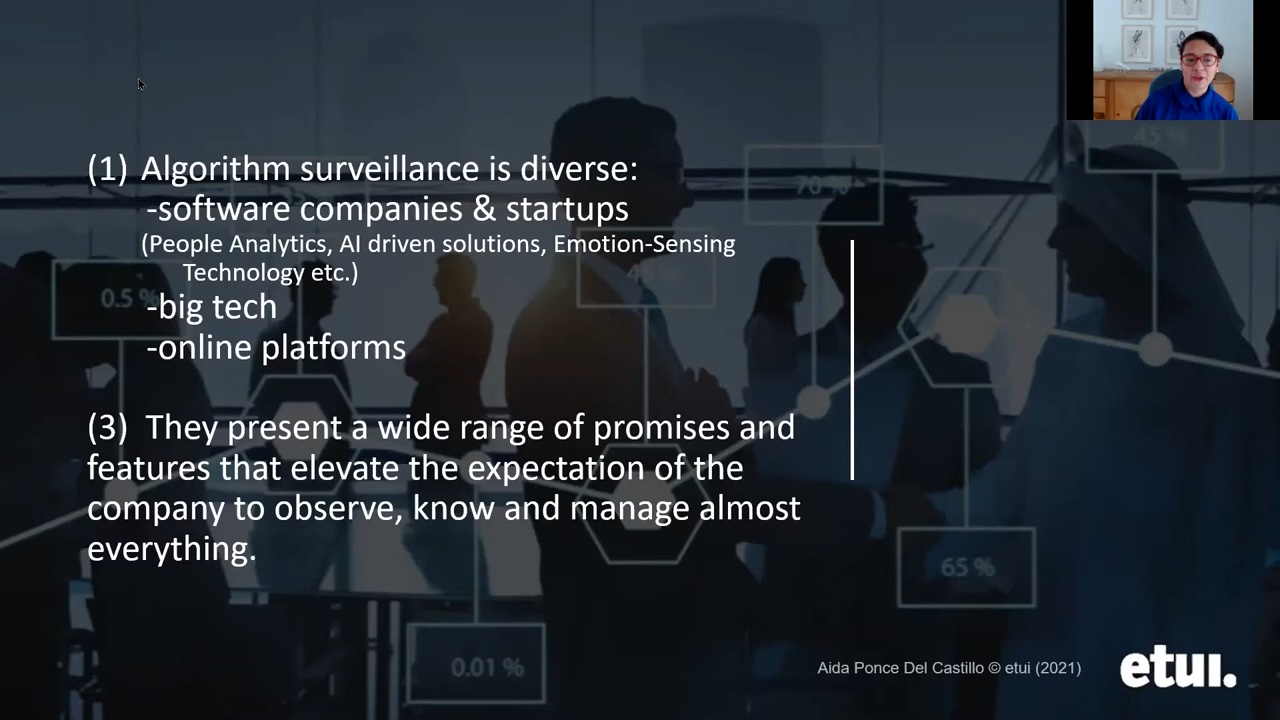 45%
70%
(1) Algorithm surveillance is diverse:
-software companies & startups
(People Analytics, AI driven solutions, Emotion-Sensing
Technology etc.)
0.5 %
-big tech
-online platforms
(3) They present a wide range of promises and
features that elevate the expectation of the
company to observe, know and manage almost
everything.
65 %
0.01 %
Aida Ponce Del Castillo © etui (2021)
etui.